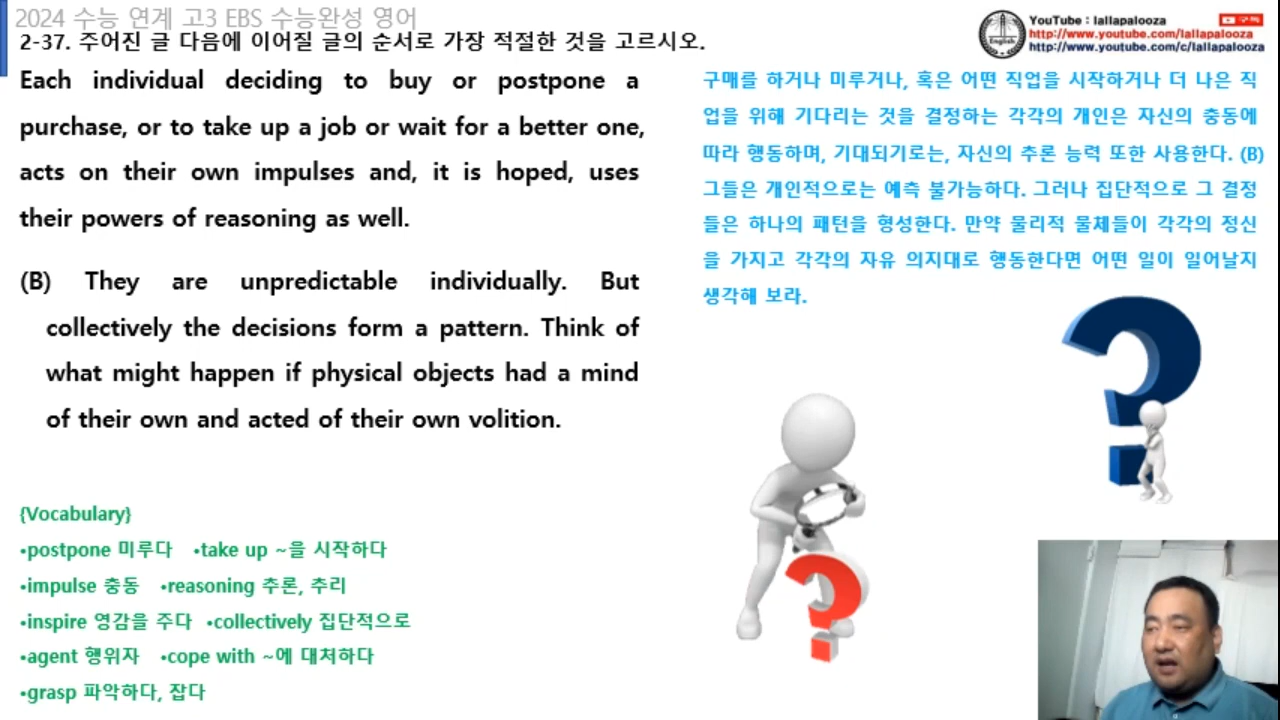 2024 수능 연계 고3 EBS 수능완성 영어
2-37. 주어진 글 다음에 이어질 글의 순서로 가장 적절한 것을 고르시오.
YouTube : lallapalooza
구독
http://www.youtube.com/lallapalooza
http://www.youtube.com/c/lallapalooza
English
Each individual deciding to buy or postpone a
purchase, or to take up a job or wait for a better one,
acts on their own impulses and, it is hoped, uses
their powers of reasoning as well.
(B) They are unpredictable individually. But
collectively the decisions form a pattern. Think of
what might happen if physical objects had a mind
of their own and acted of their own volition.
{Vocabulary}
•postpone 미루다 •take up ~을 시작하다
•impulse 충동 •reasoning 추론, 추리
•inspire 영감을 주다 •collectively 집단적으로
•agent 행위자 •cope with ~에 대처하다
•grasp 파악하다, 잡다
구매를 하거나 미루거나, 혹은 어떤 직업을 시작하거나 더 나은 직
업을 위해 기다리는 것을 결정하는 각각의 개인은 자신의 충동에
따라 행동하며, 기대되기로는, 자신의 추론 능력 또한 사용한다. (B)
그들은 개인적으로는 예측 불가능하다. 그러나 집단적으로 그 결정
들은 하나의 패턴을 형성한다. 만약 물리적 물체들이 각각의 정신
을 가지고 각각의 자유 의지대로 행동한다면 어떤 일이 일어날지
생각해 보라.